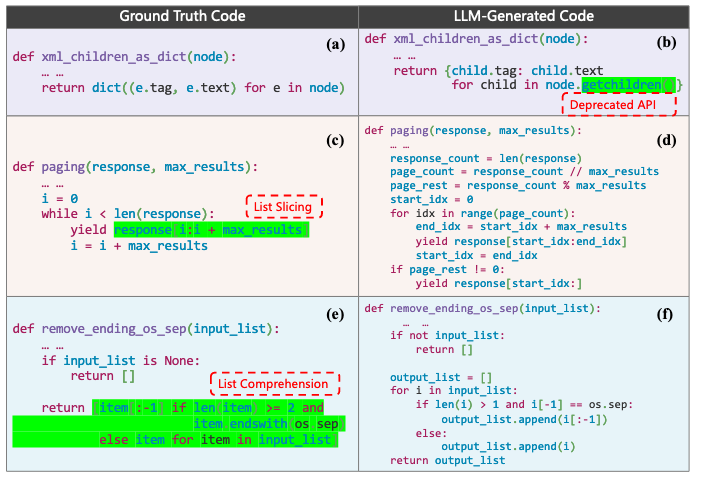 Ground Truth Code
LLM-Generated Code
(a)
def xml_children_as_dict(node):
… …
return dict((e.tag, e.text) for e in node)
(b)
def xml_children_as_dict(node):
… …
return {child.tag: child.text
for child in node.getchildren()}
Deprecated API
(c)
def paging(response, max_results):
… …
i = 0
while i < len(response):
List Slicing
yield response[i:i + max_results]
i = i + max_results
(d)
def paging(response, max_results):
… …
response_count = len(response)
page_count = response_count // max_results
page_rest = response_count % max_results
start_idx = 0
for idx in range(page_count):
end_idx = start_idx + max_results
yield response[start_idx:end_idx]
start_idx = end_idx
if page_rest != 0:
yield response[start_idx:]
(e)
def remove_ending_os_sep(input_list):
… …
if input_list is None:
return []
List Comprehension
return [item[:-1] if len(item) >= 2 and
item.endswith(os.sep)
else item for item in input_list]
(f)
def remove_ending_os_sep(input_list):
… …
if not input_list:
return []
output_list = []
for i in input_list:
if len(i) > 1 and i[-1] == os.sep:
output_list.append(i[:-1])
else:
output_list.append(i)
return output_list